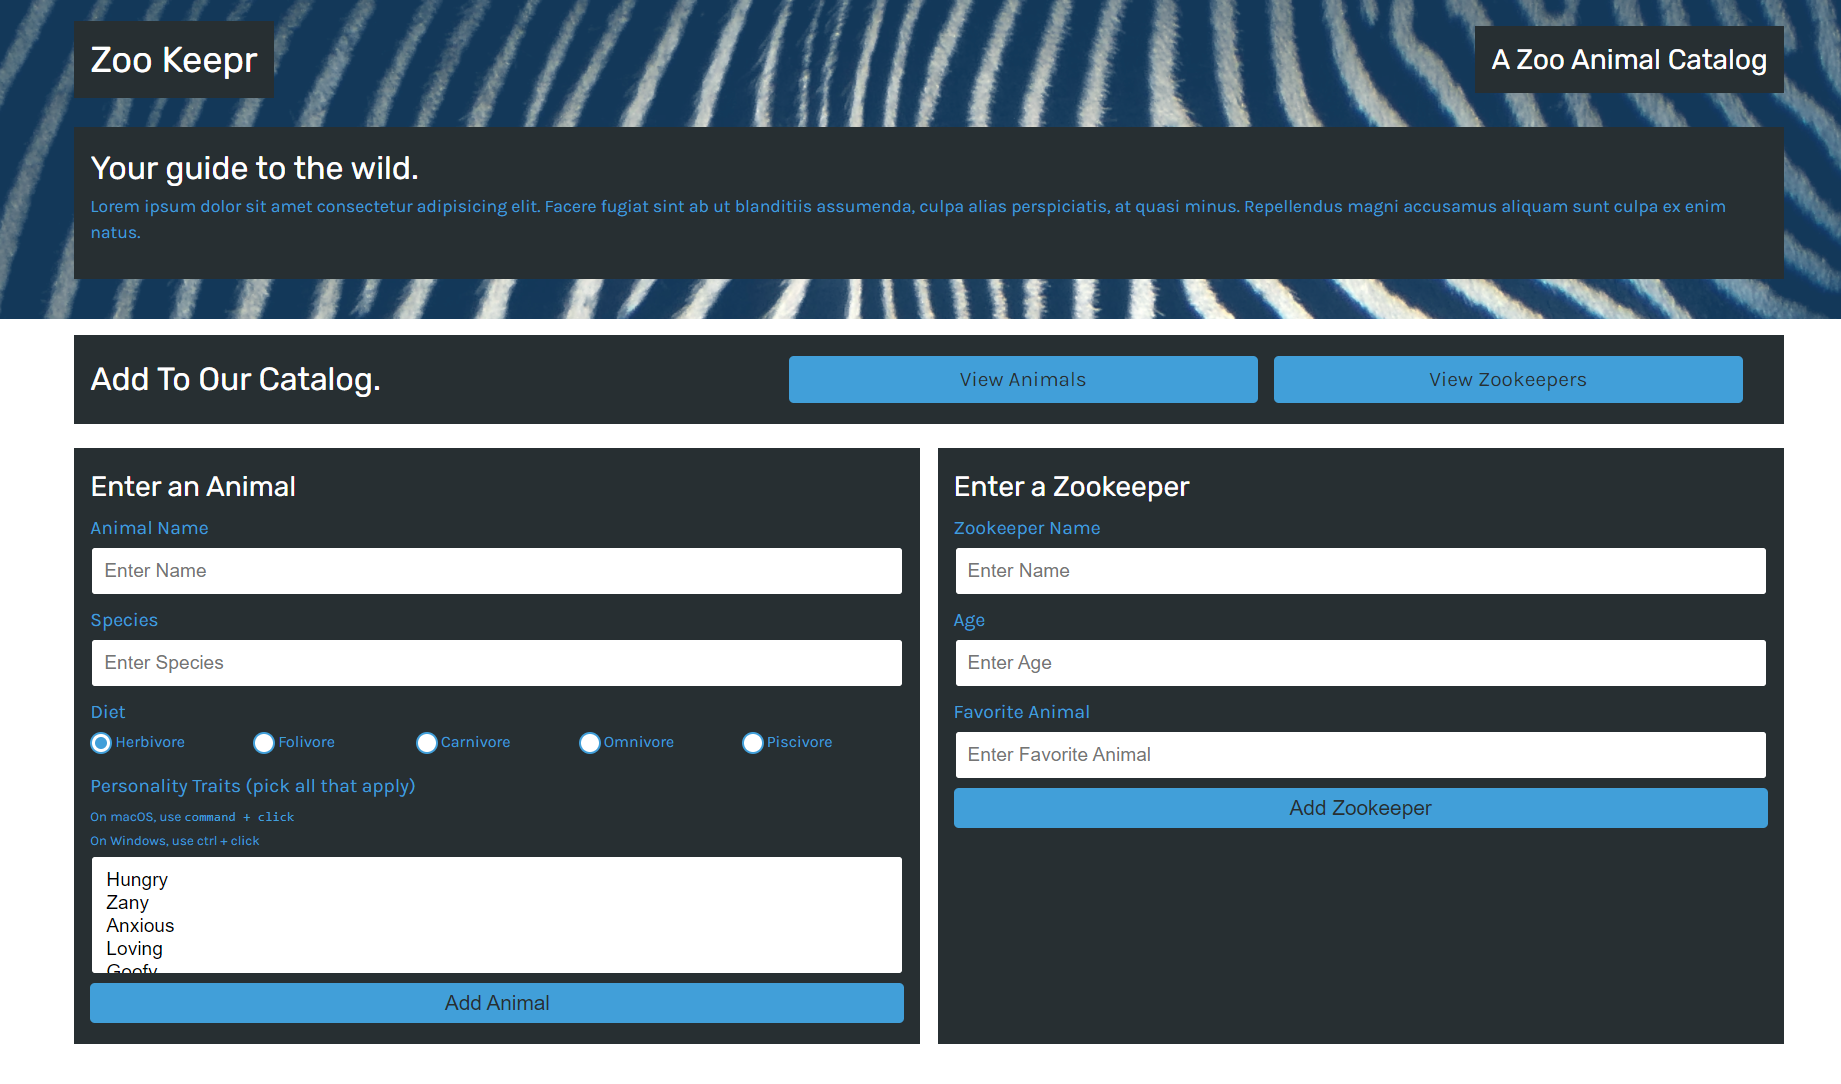 Zoo Keepr
A Zoo Animal Catalog
Your guide to the wild.
Lorem ipsum dolor sit amet consectetur adipisicing elit. Facere fugiat sint ab ut blanditiis assumenda, culpa alias perspiciatis, at quasi minus. Repellendus magni accusamus aliquam sunt culpa ex enim
natus.
Add To Our Catalog.
View Animals
View Zookeepers
Enter an Animal
Animal Name
Enter Name
Species
Enter Species
Diet
Herbivore Folivore Carnivore Omnivore Piscivore
Personality Traits (pick all that apply)
On macOS, use command + click
On Windows, use ctrl + click
Hungry
Zany
Anxious
Loving
Goofy
Add Animal
Enter a Zookeeper
Zookeeper Name
Enter Name
Age
Enter Age
Favorite Animal
Enter Favorite Animal
Add Zookeeper